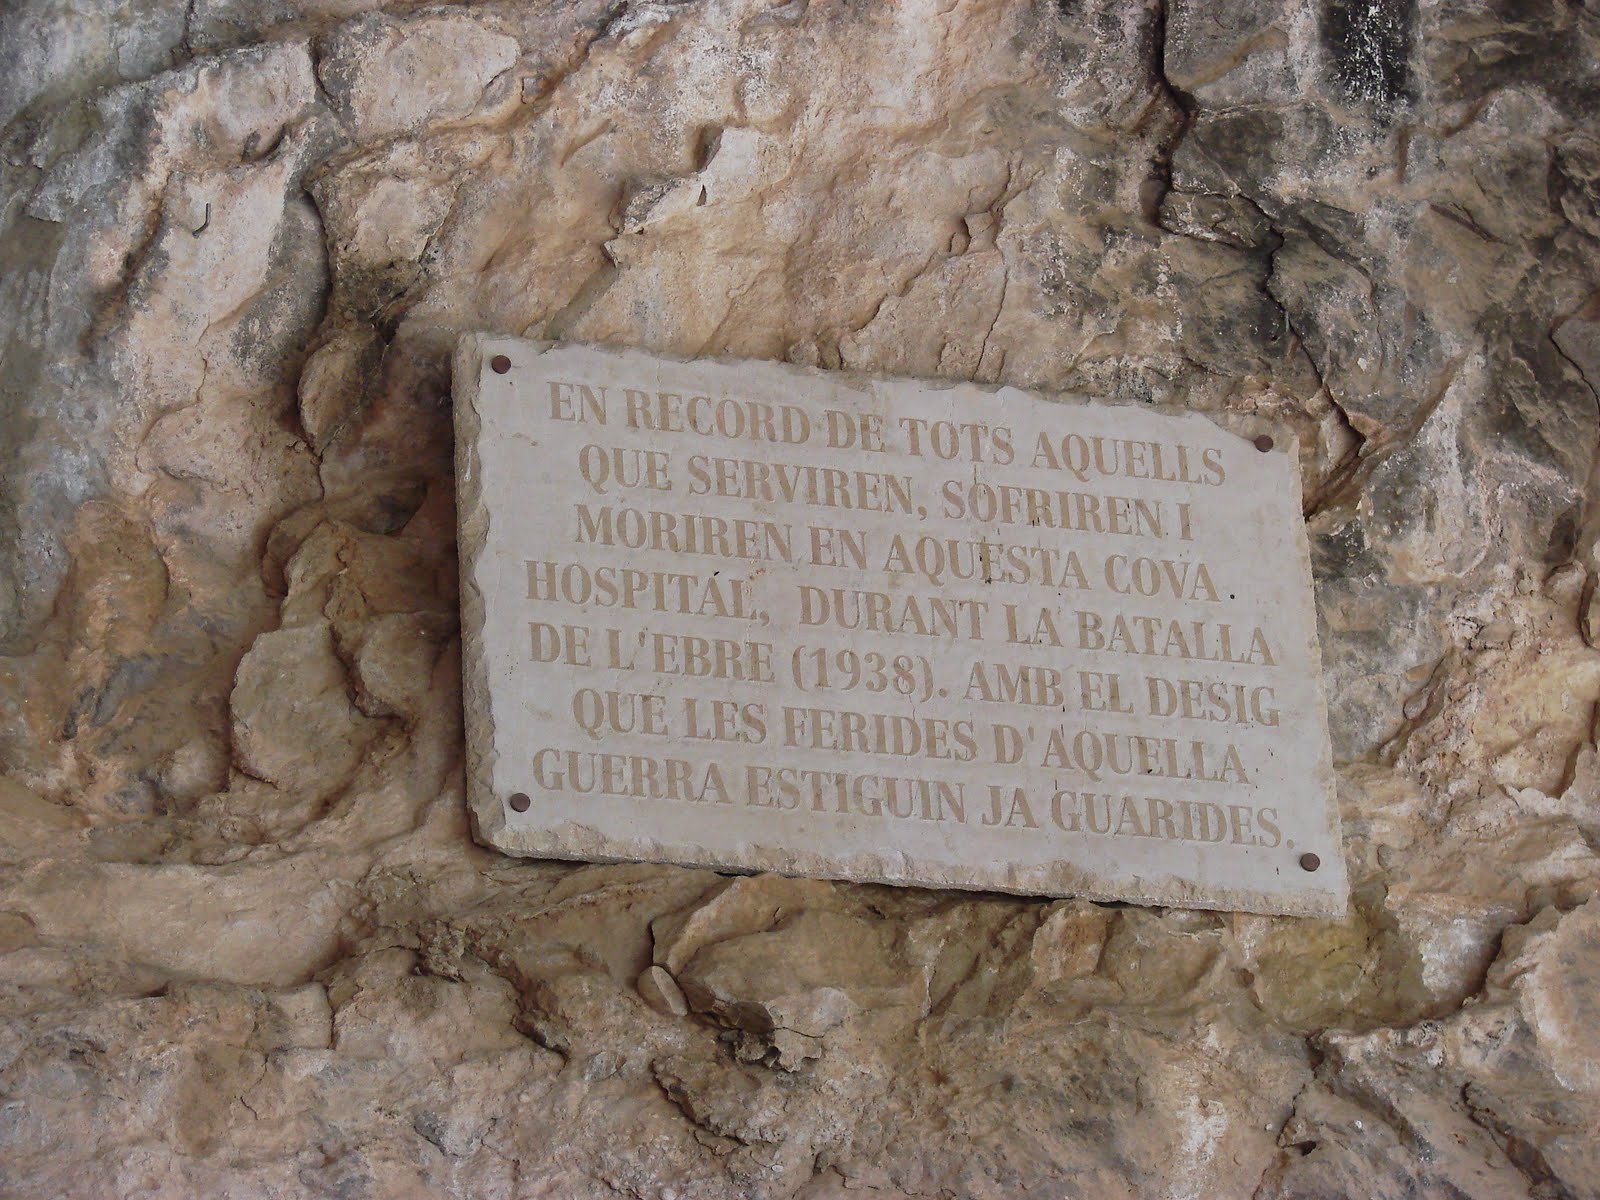 EN RECORD DE TOTS AQUELLS
QUE SERVIREN, SOFRIREN I
MORIREN EN AQUESTA COVA
HOSPITAL, DURANT LA BATALLA
DE L'EBRE (1938). AMB EL DESIG
QUE LES FERIDES D'AQUELLA
GUERRA ESTIGUIN JA GUARIDES.